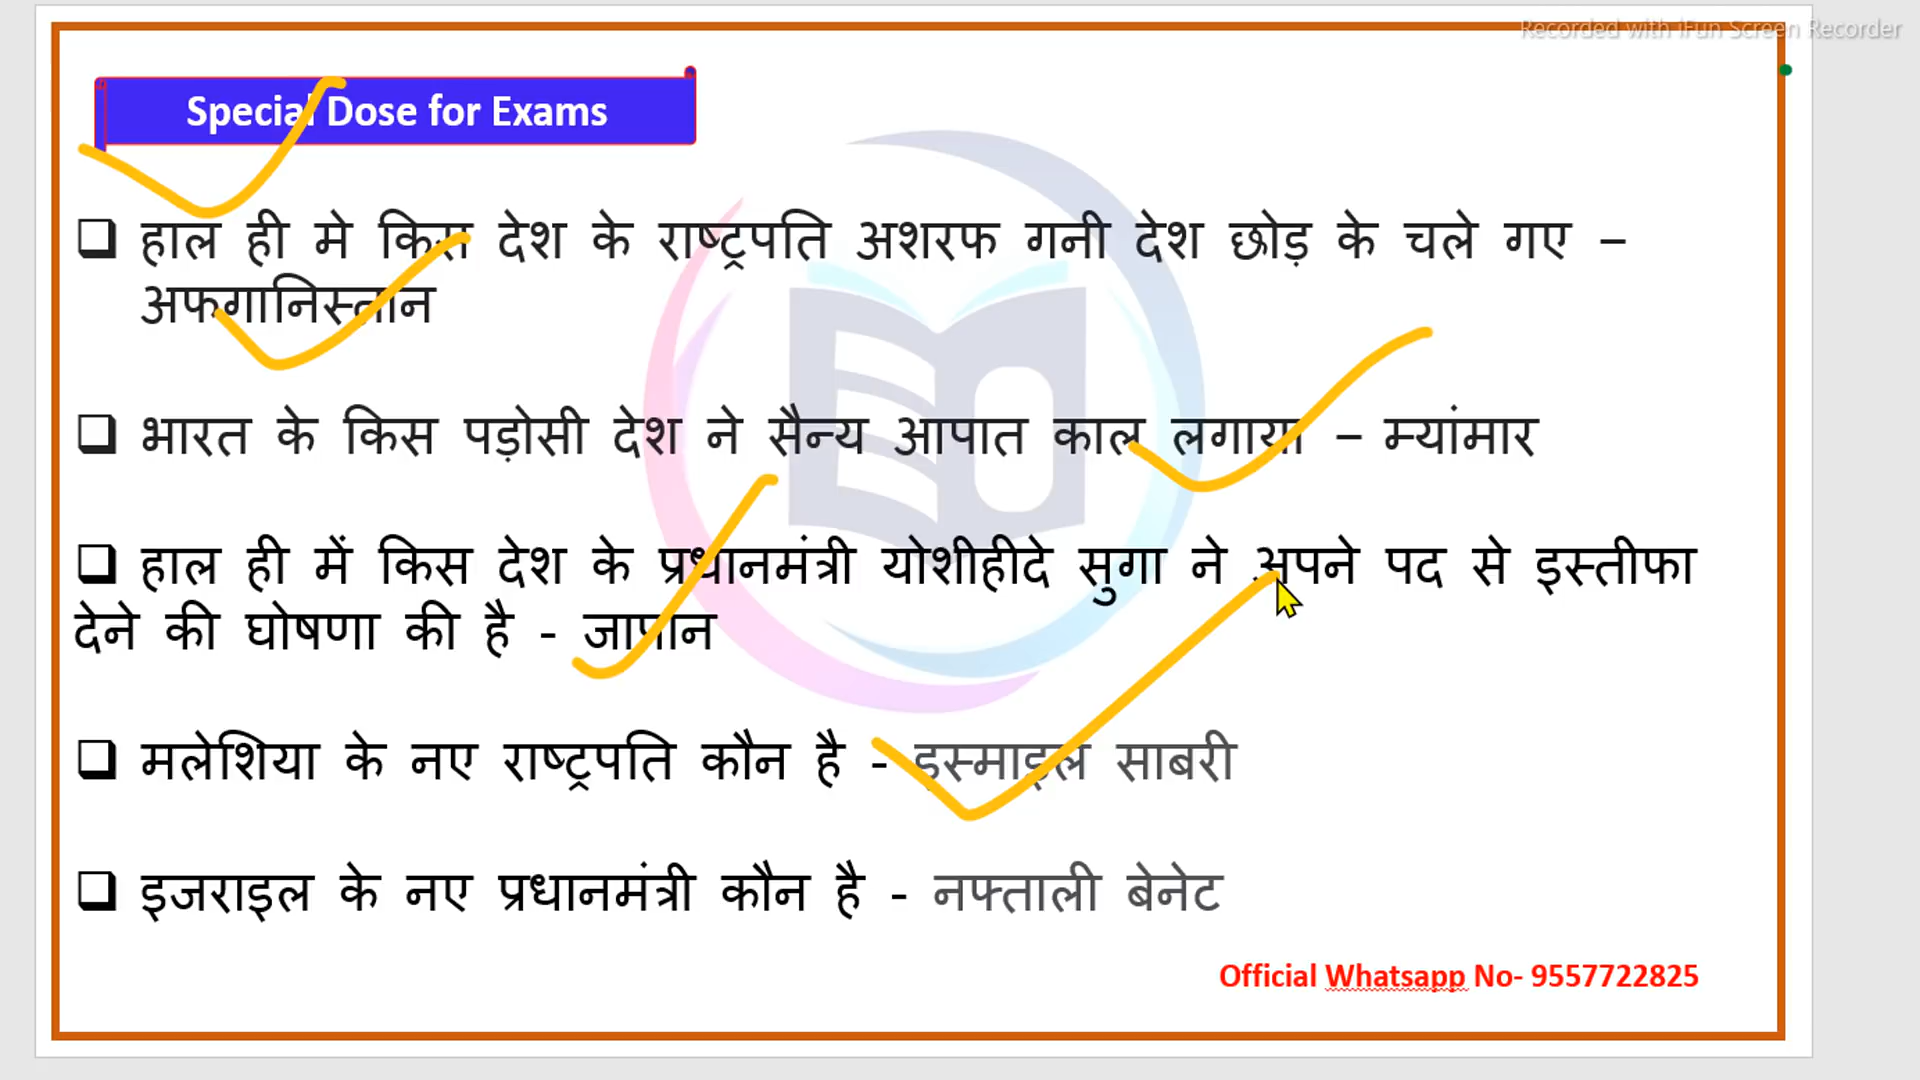 Recorded with iFun Screen Recorder
Special Dose for Exams
हाल ही मे किस देश के राष्ट्रपति अशरफ गनी देश छोड़ के चले गए –
अफगानिस्तान
भारत के किस पड़ोसी देश ने सैन्य आपात काल लगाया – म्यांमार
हाल ही में किस देश के प्रधानमंत्री योशीहीदे सुगा ने अपने पद से इस्तीफा
देने की घोषणा की है - जापान
मलेशिया के नए राष्ट्रपति कौन है - इस्माइल साबरी
इजराइल के नए प्रधानमंत्री कौन है - नफ्ताली बेनेट
Official Whatsapp No- 9557722825